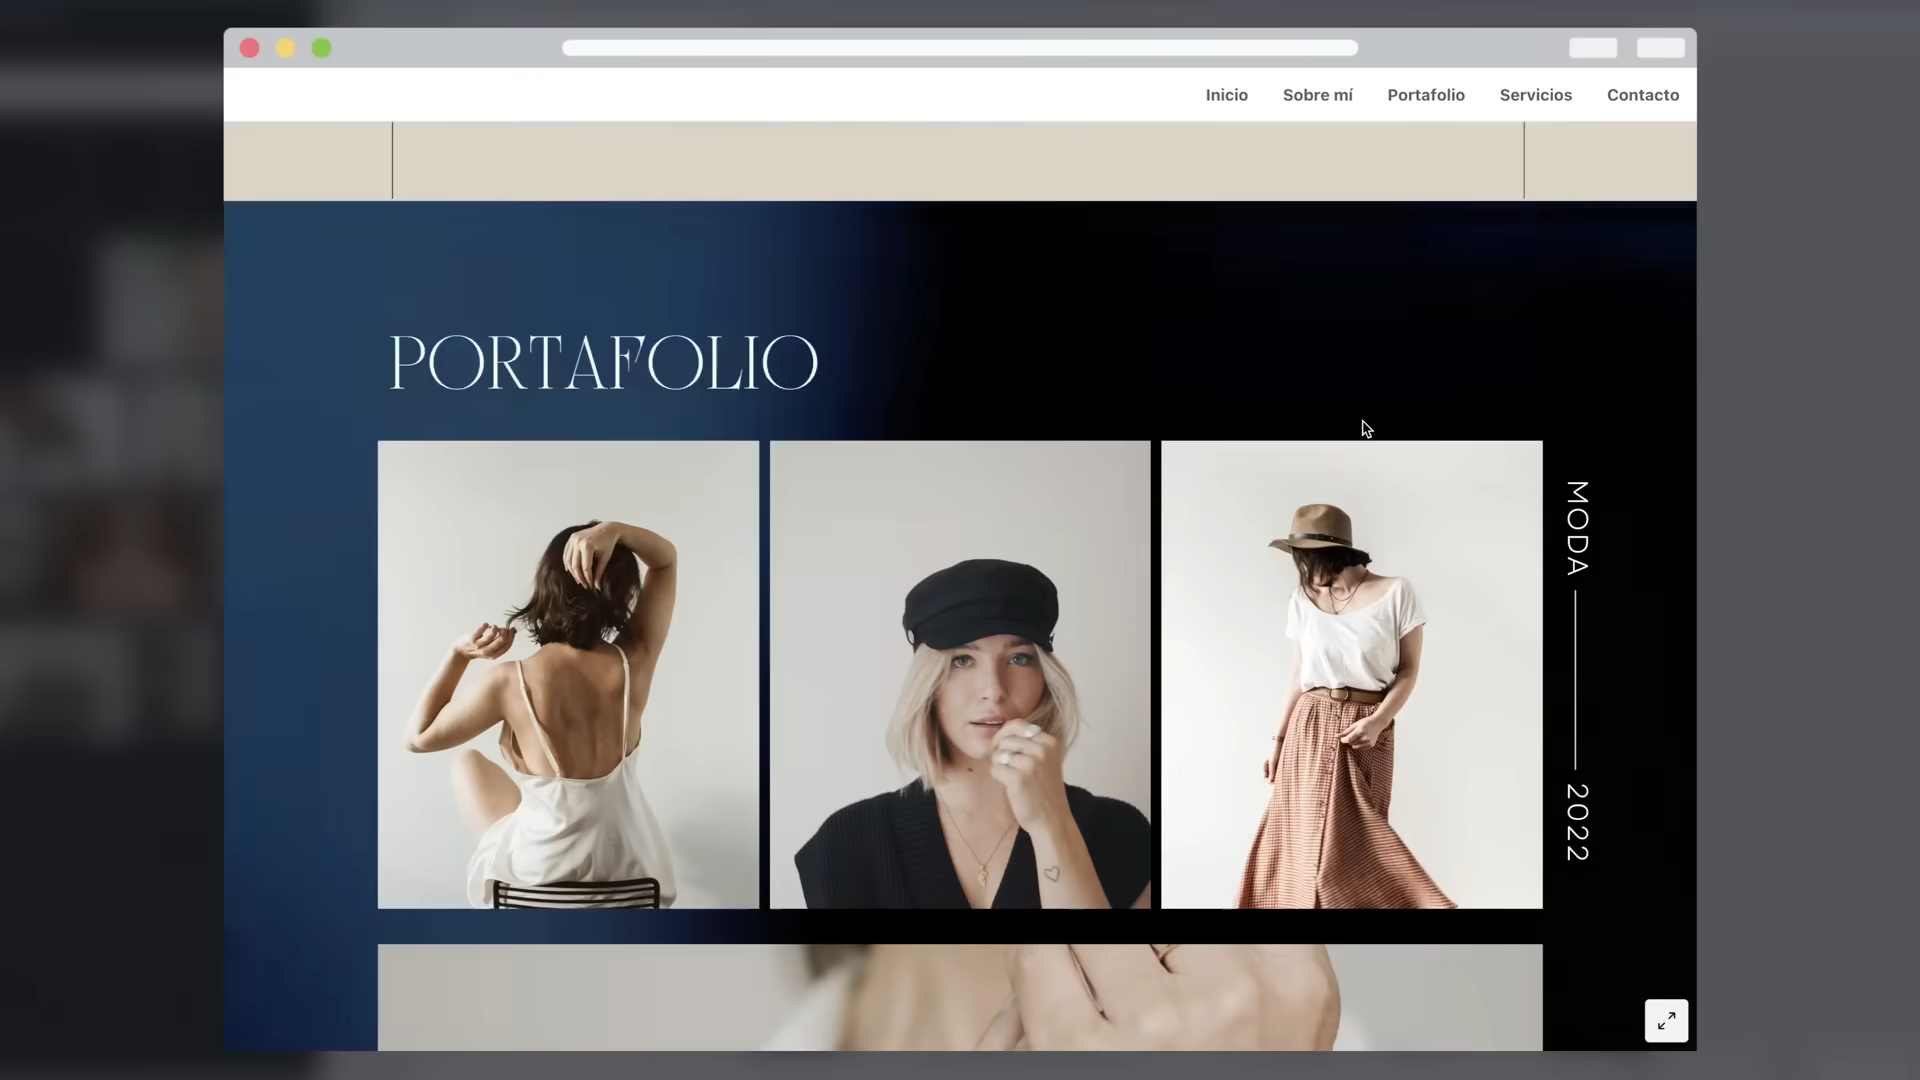 Inicio
Sobre mí
Portafolio
Servicios
Contacto
PORTAFOLIO
MODA
2022